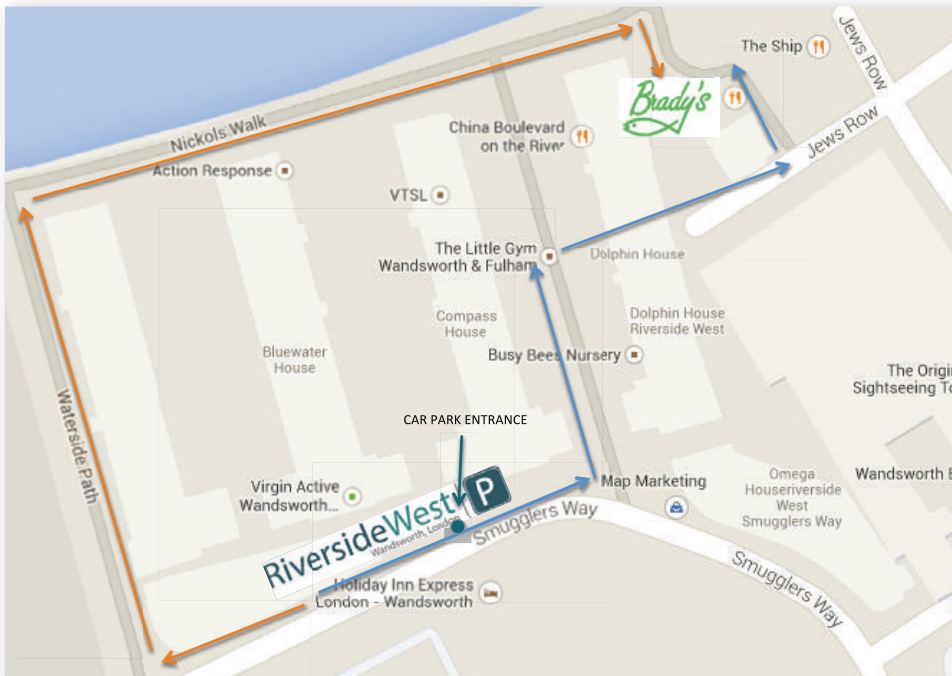 The Ship
Jews Row
Brady's
Nickols Walk
China Boulevard
on the River
Jews Row
Action Response
VTSL
The Little Gym
Wandsworth & Fulham
Dolphin House
Dolphin House
Riverside West
Compass
House
Bluewater
House
Busy Bees Nursery
The Origi
Sightseeing To
Waterside Path
CAR PARK ENTRANCE
P
Map Marketing
Omega
Houseriverside
West
Smugglers Way
Wandsworth B
Virgin Active
Wandsworth...
RiversideWest
Wandsworth, London
Smugglers Way
Smugglers Way
Holiday Inn Express
London - Wandsworth